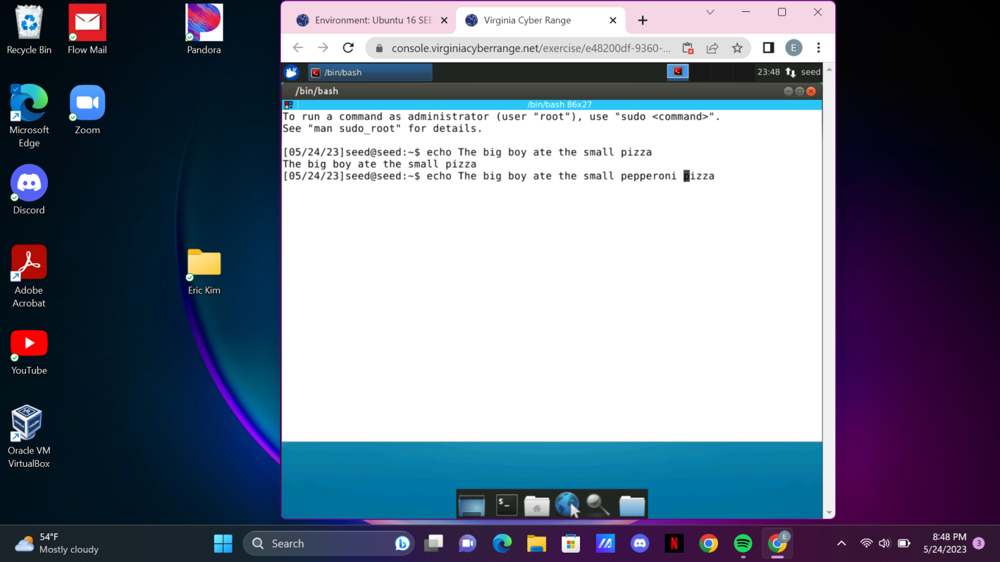 Recycle Bin
Flow Mail
Pandora
Microsoft
Edge
Zoom
Discord
Adobe
Acrobat
Eric Kim
YouTube
Oracle VM
VirtualBox
Environment: Ubuntu 16 SEE
Virginia Cyber Range
console.virginiacyberrange.net/exercise/e48200df-9360-...
E
/bin/bash
23:48
seed
/bin/bash
/bin/bash 86x27
To run a command as administrator (user "root"), use "sudo <command>".
See "man sudo_root" for details.
[05/24/23]seed@seed:~$ echo The big boy ate the small pizza
The big boy ate the small pizza
[05/24/23]seed@seed:~$ echo The big boy ate the small pepperoni pizza
$_
54°F
Mostly cloudy
Search
E
8:48 PM
5/24/2023
3